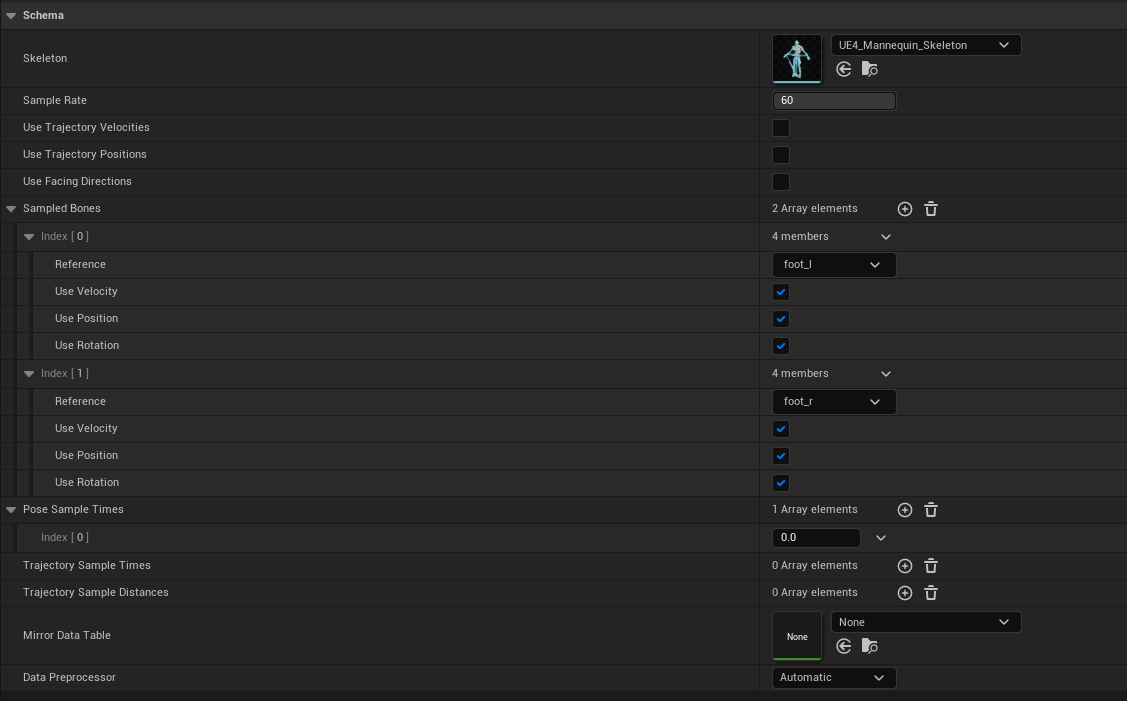 Schema
Skeleton
UE4_Mannequin_Skeleton
Sample Rate
60
Use Trajectory Velocities
Use Trajectory Positions
Use Facing Directions
Sampled Bones
2 Array elements
Index [ 0 ]
4 members
Reference
foot_l
Use Velocity
Use Position
Use Rotation
Index [ 1 ]
4 members
Reference
foot_r
Use Velocity
Use Position
Use Rotation
Pose Sample Times
1 Array elements
Index [ 0 ]
0.0
Trajectory Sample Times
0 Array elements
Trajectory Sample Distances
0 Array elements
Mirror Data Table
None
None
Data Preprocessor
Automatic